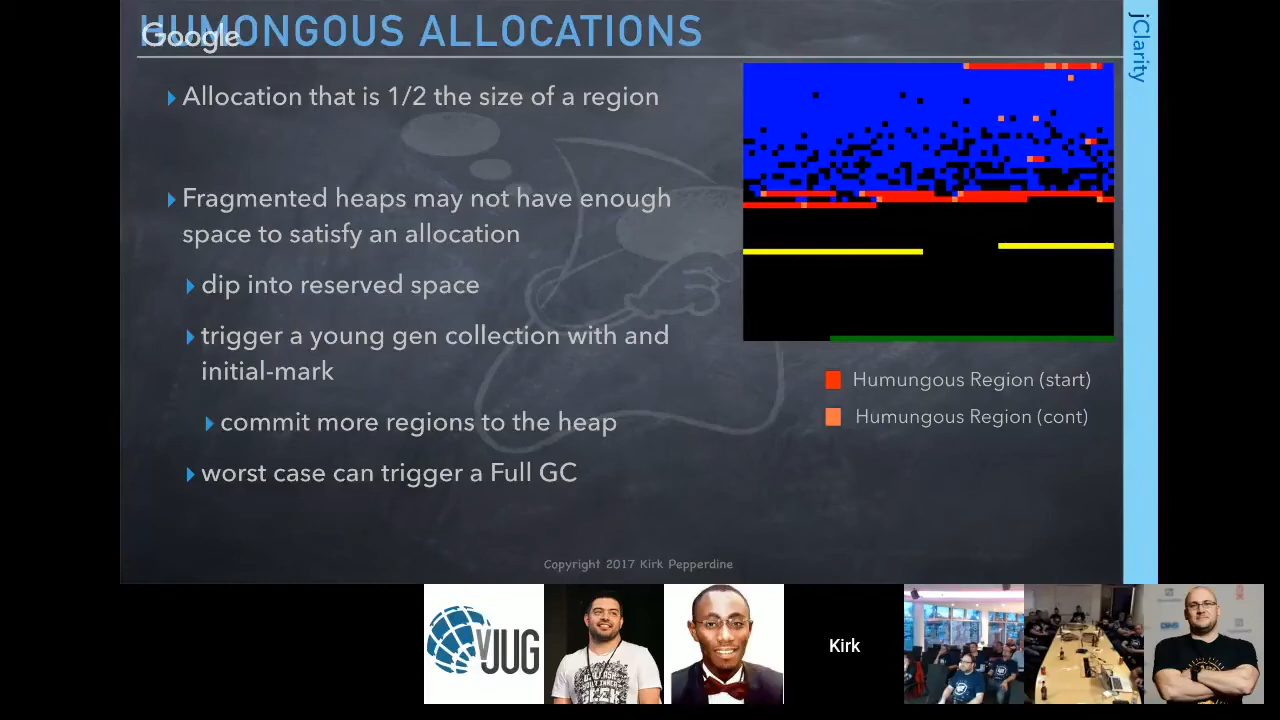 HUMONGOUS ALLOCATIONS
Google
jClarity
Allocation that is 1/2 the size of a region
Fragmented heaps may not have enough
space to satisfy an allocation
dip into reserved space
trigger a young gen collection with and
initial-mark
commit more regions to the heap
worst case can trigger a Full GC
Humungous Region (start)
Humungous Region (cont)
Copyright 2017 Kirk Pepperdine
vJUG
GEEK
Kirk